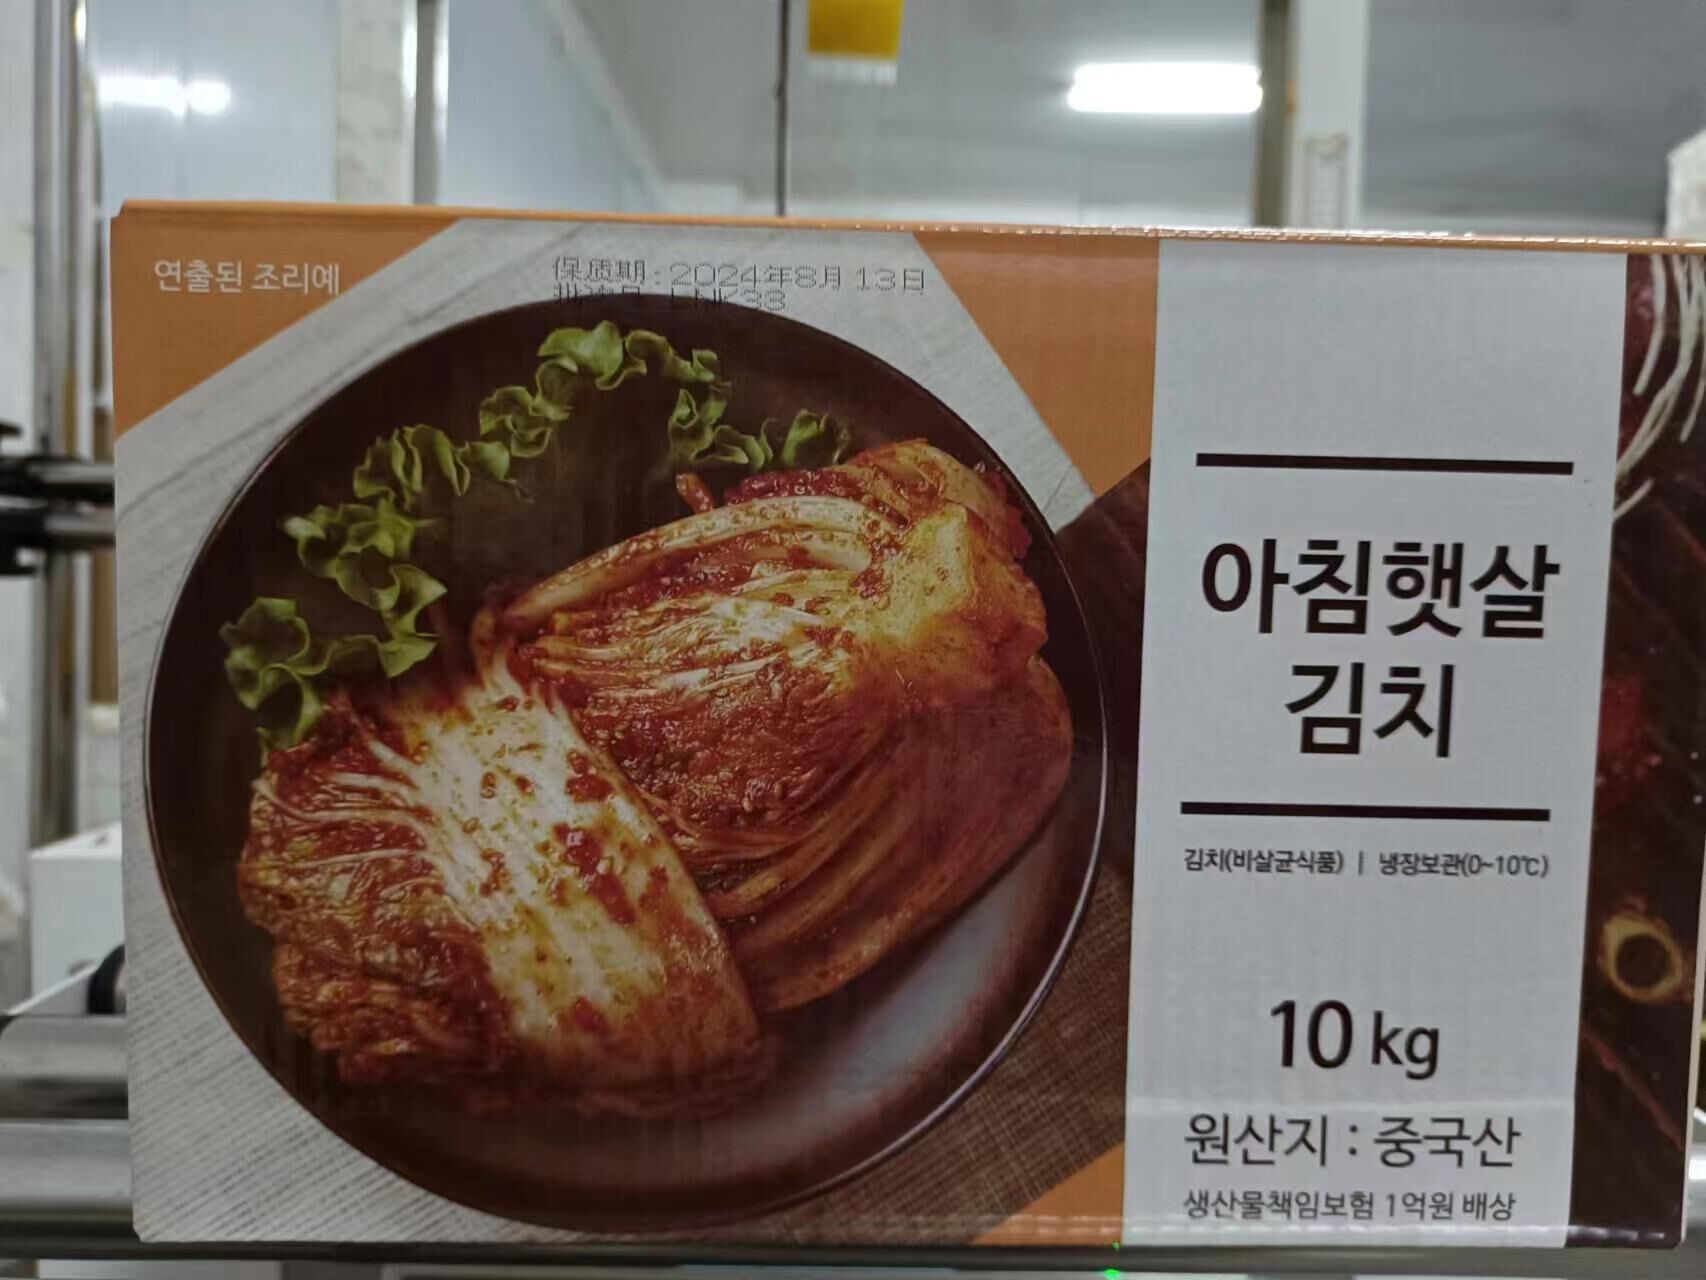 연출된 조리예
保质期:2024年8月13日
아침햇살
김치
김치(비살균식품) | 냉장보관(0~10℃)
10 kg
원산지 : 중국산
생산물책임보험 1억원 배상